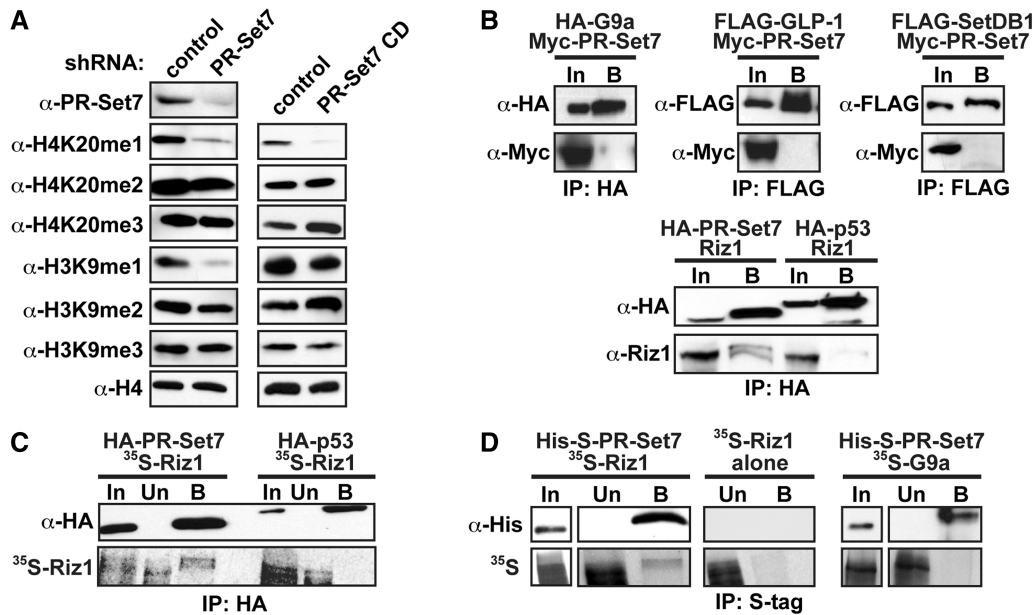 A
shRNA:
control
PR-Set7
control
PR-Set7 CD
α-PR-Set7
α-H4K20me1
α-H4K20me2
α-H4K20me3
α-H3K9me1
α-H3K9me2
α-H3K9me3
α-H4
B
HA-G9a
Myc-PR-Set7
In B
α-HA
α-Myc
IP: HA
FLAG-GLP-1
Myc-PR-Set7
In B
α-FLAG
α-Myc
IP: FLAG
FLAG-SetDB1
Myc-PR-Set7
In B
α-FLAG
α-Myc
IP: FLAG
HA-PR-Set7
Riz1
HA-p53
Riz1
In B In B
α-HA
α-Riz1
IP: HA
C
HA-PR-Set7
³⁵S-Riz1
HA-p53
³⁵S-Riz1
In Un B In Un B
α-HA
³⁵S-Riz1
IP: HA
D
His-S-PR-Set7
³⁵S-Riz1
³⁵S-Riz1
alone
His-S-PR-Set7
³⁵S-G9a
In Un B Un B In Un B
α-His
³⁵S
IP: S-tag